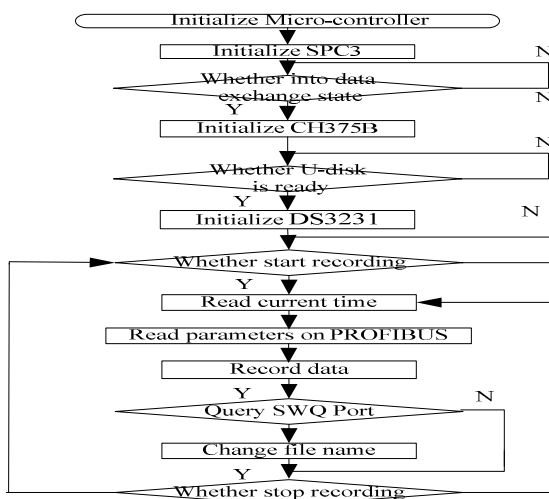 Initialize Micro-controller
Initialize SPC3
N
Whether into data
exchange state
N
Y
Initialize CH375B
N
Whether U-disk
is ready
N
Y
Initialize DS3231
N
Whether start recording
Y
Read current time
Read parameters on PROFIBUS
Record data
Y
N
Query SWQ Port
Change file name
Y
Whether stop recording